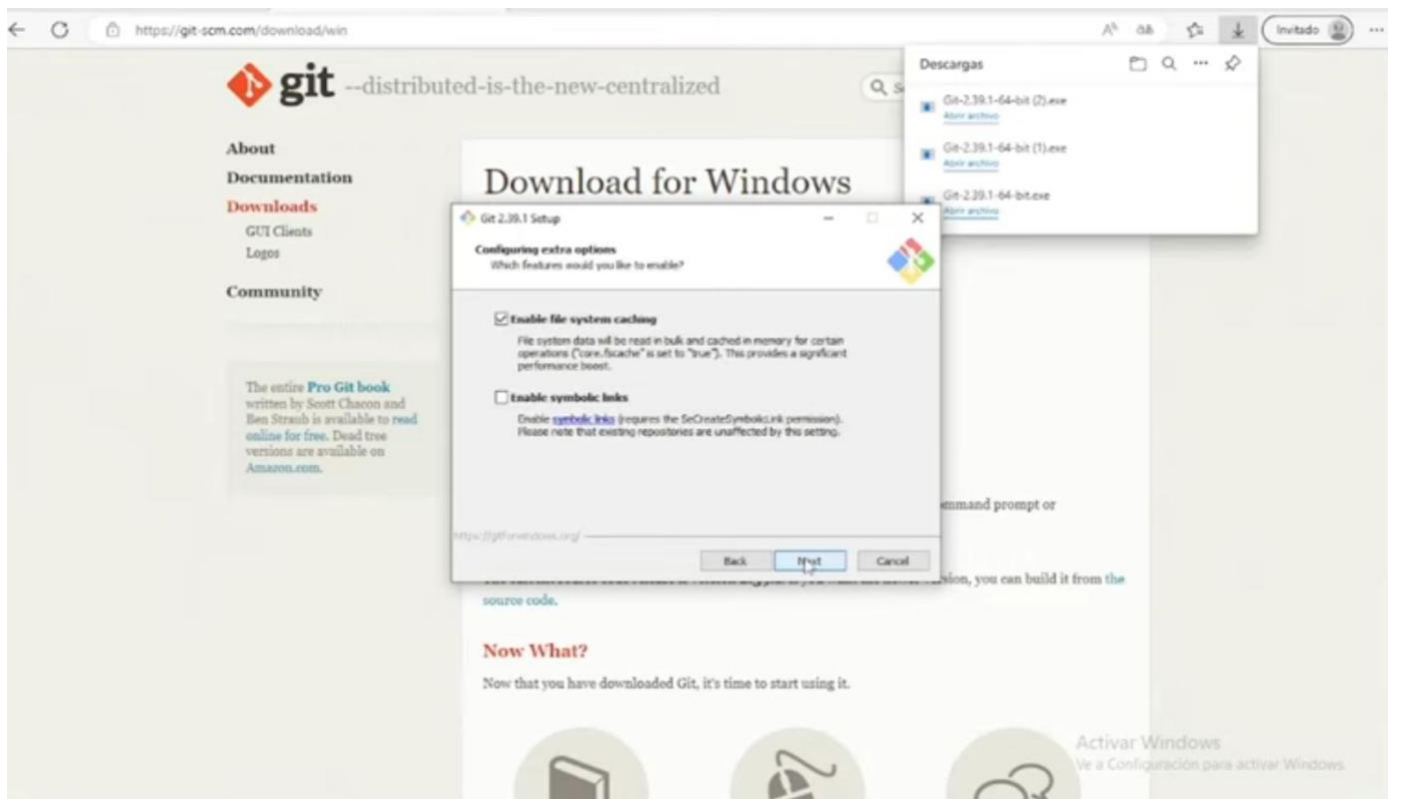 https://git-scm.com/download/win
Invitado
git --distributed-is-the-new-centralized
Descargas
Git-2.39.1-64-bit (2).exe
Abrir archivo
Git-2.39.1-64-bit (1).exe
Abrir archivo
Git-2.39.1-64-bit.exe
Abrir archivo
About
Documentation
Downloads
GUI Clients
Logos
Community
The entire Pro Git book
written by Scott Chacon and
Ben Straub is available to read
online for free. Dead tree
versions are available on
Amazon.com.
Download for Windows
Git 2.39.1 Setup
Configuring extra options
Which features would you like to enable?
Enable file system caching
File system data will be read in bulk and cached in memory for certain
operations ("core.fscache" is set to "true"). This provides a significant
performance boost.
Enable symbolic links
Enable symbolic links (requires the SeCreateSymbolicLink permission).
Please note that existing repositories are unaffected by this setting.
https://gitforwindows.org/
Back
Next
Cancel
command prompt or
version, you can build it from the
source code.
Now What?
Now that you have downloaded Git, it's time to start using it.
Activar Windows
Ve a Configuración para activar Windows.